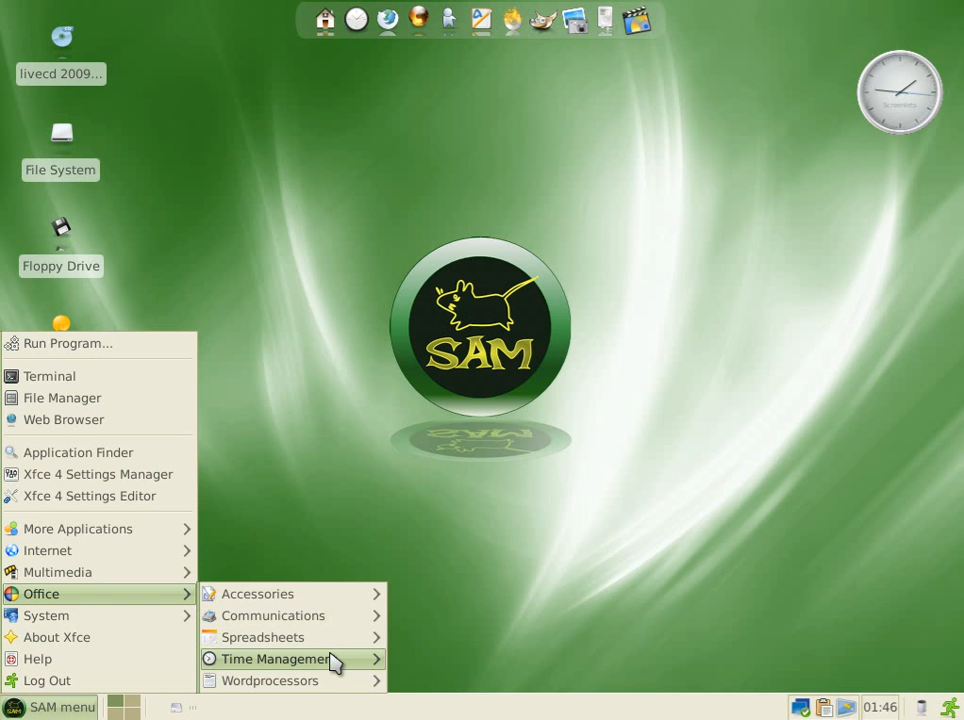 livecd 2009...
Screenlets
File System
Floppy Drive
SAM
Run Program...
Terminal
File Manager
Web Browser
Application Finder
Xfce 4 Settings Manager
Xfce 4 Settings Editor
More Applications
Internet
Multimedia
Office
System
About Xfce
Help
Log Out
Accessories
Communications
Spreadsheets
Time Managemen
Wordprocessors
SAM menu
01:46